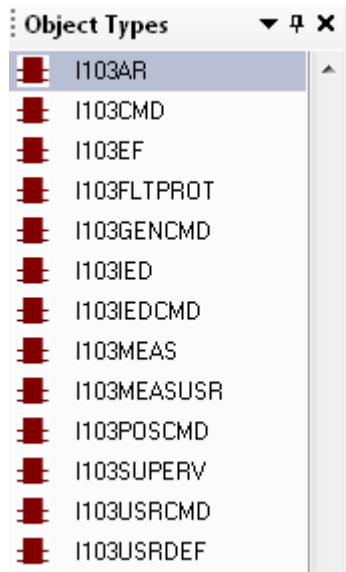 Object Types
I103AR
I103CMD
I103EF
I103FLTPROT
I103GENCMD
I103IED
I103IEDCMD
I103MEAS
I103MEASUSR
I103POSCMD
I103SUPERV
I103USRCMD
I103USRDEF